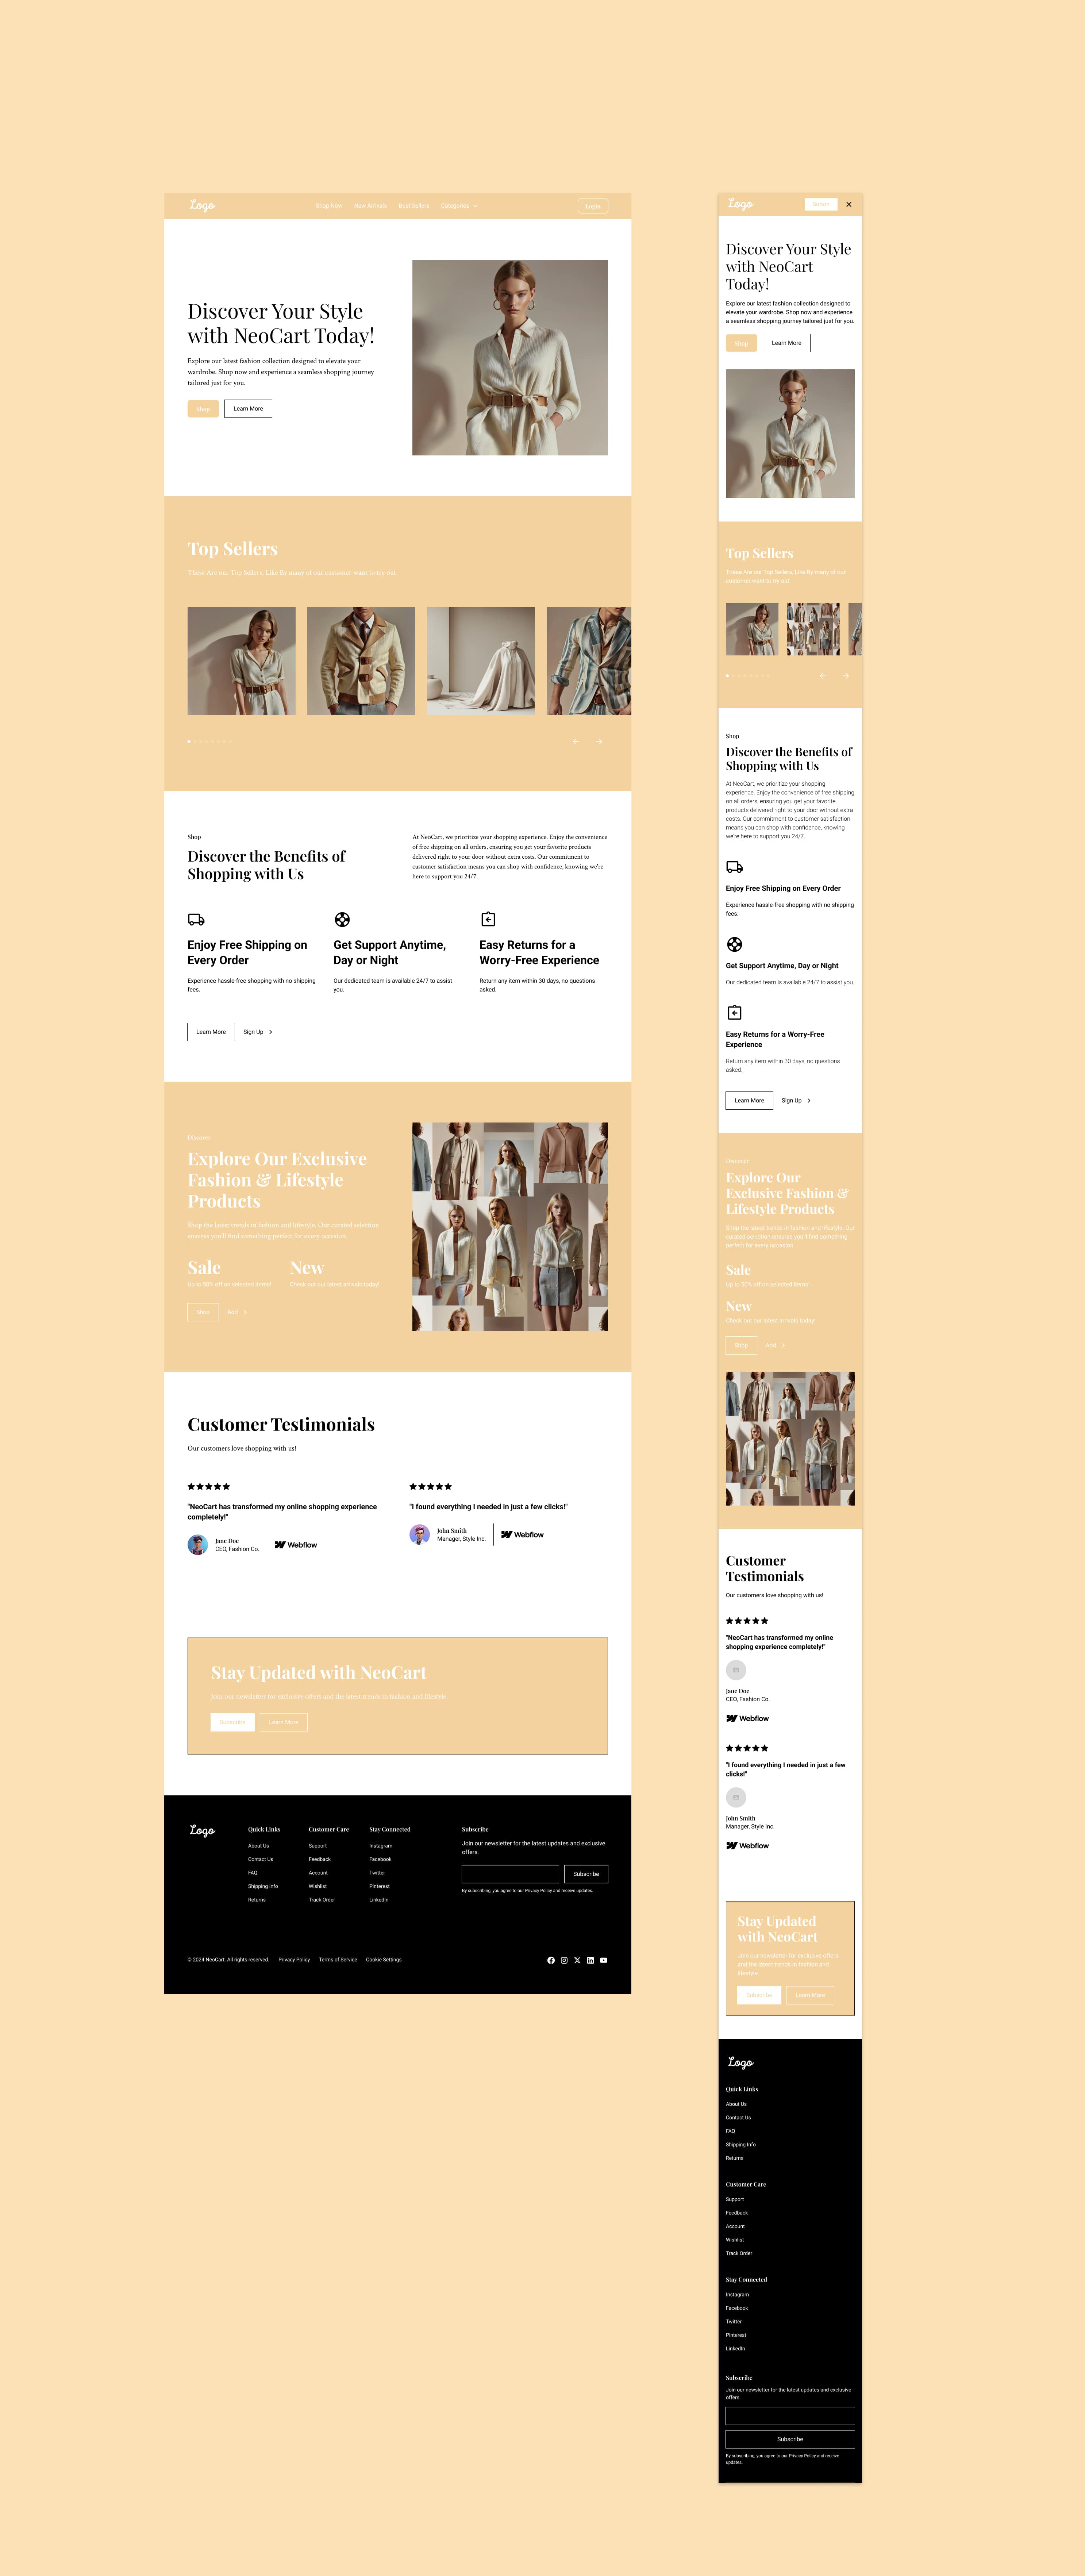 Logo
Shop Now
New Arrivals
Best Sellers
Categories
Login
Discover Your Style
with NeoCart Today!
Explore our latest fashion collection designed to elevate your
wardrobe. Shop now and experience a seamless shopping journey
tailored just for you.
Shop
Learn More
Top Sellers
These Are our Top Sellers, Like By many of our customer want to try out
Shop
Discover the Benefits of
Shopping with Us
At NeoCart, we prioritize your shopping experience. Enjoy the convenience
of free shipping on all orders, ensuring you get your favorite products
delivered right to your door without extra costs. Our commitment to
customer satisfaction means you can shop with confidence, knowing we're
here to support you 24/7.
Enjoy Free Shipping on
Every Order
Experience hassle-free shopping with no shipping
fees.
Get Support Anytime,
Day or Night
Our dedicated team is available 24/7 to assist
you.
Easy Returns for a
Worry-Free Experience
Return any item within 30 days, no questions
asked.
Learn More
Sign Up
Discover
Explore Our Exclusive
Fashion & Lifestyle
Products
Shop the latest trends in fashion and lifestyle. Our curated selection
ensures you'll find something perfect for every occasion.
Sale
Up to 50% off on selected items!
New
Check out our latest arrivals today!
Shop
Add
Customer Testimonials
Our customers love shopping with us!
"NeoCart has transformed my online shopping experience
completely!"
Jane Doe
CEO, Fashion Co.
Webflow
"I found everything I needed in just a few clicks!"
John Smith
Manager, Style Inc.
Webflow
Stay Updated with NeoCart
Join our newsletter for exclusive offers and the latest trends in fashion and lifestyle.
Subscribe
Learn More
Logo
Quick Links
About Us
Contact Us
FAQ
Shipping Info
Returns
Customer Care
Support
Feedback
Account
Wishlist
Track Order
Stay Connected
Instagram
Facebook
Twitter
Pinterest
LinkedIn
Subscribe
Join our newsletter for the latest updates and exclusive
offers.
Subscribe
By subscribing, you agree to our Privacy Policy and receive updates.
© 2024 NeoCart. All rights reserved.
Privacy Policy
Terms of Service
Cookie Settings
Logo
Button
Discover Your Style
with NeoCart
Today!
Explore our latest fashion collection designed to
elevate your wardrobe. Shop now and experience
a seamless shopping journey tailored just for you.
Shop
Learn More
Top Sellers
These Are our Top Sellers, Like By many of our
customer want to try out
Shop
Discover the Benefits of
Shopping with Us
At NeoCart, we prioritize your shopping
experience. Enjoy the convenience of free shipping
on all orders, ensuring you get your favorite
products delivered right to your door without extra
costs. Our commitment to customer satisfaction
means you can shop with confidence, knowing
we're here to support you 24/7.
Enjoy Free Shipping on Every Order
Experience hassle-free shopping with no shipping
fees.
Get Support Anytime, Day or Night
Our dedicated team is available 24/7 to assist you.
Easy Returns for a Worry-Free
Experience
Return any item within 30 days, no questions
asked.
Learn More
Sign Up
Discover
Explore Our
Exclusive Fashion &
Lifestyle Products
Shop the latest trends in fashion and lifestyle. Our
curated selection ensures you'll find something
perfect for every occasion.
Sale
Up to 50% off on selected items!
New
Check out our latest arrivals today!
Shop
Add
Customer
Testimonials
Our customers love shopping with us!
"NeoCart has transformed my online
shopping experience completely!"
Jane Doe
CEO, Fashion Co.
Webflow
"I found everything I needed in just a few
clicks!"
John Smith
Manager, Style Inc.
Webflow
Stay Updated
with NeoCart
Join our newsletter for exclusive offers
and the latest trends in fashion and
lifestyle.
Subscribe
Learn More
Logo
Quick Links
About Us
Contact Us
FAQ
Shipping Info
Returns
Customer Care
Support
Feedback
Account
Wishlist
Track Order
Stay Connected
Instagram
Facebook
Twitter
Pinterest
LinkedIn
Subscribe
Join our newsletter for the latest updates and exclusive
offers.
Subscribe
By subscribing, you agree to our Privacy Policy and receive
updates.